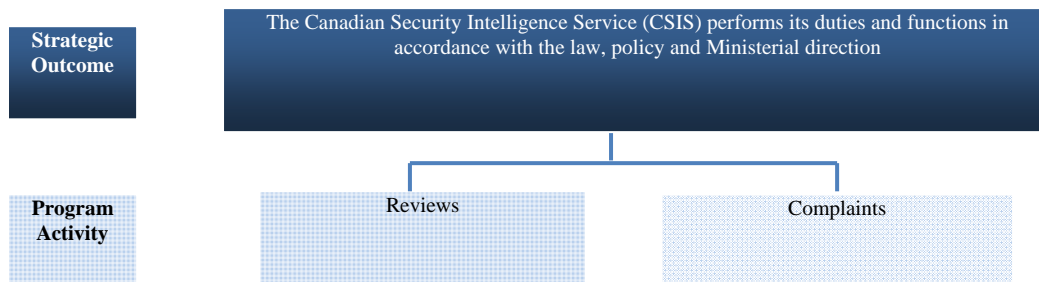 Strategic
Outcome
The Canadian Security Intelligence Service (CSIS) performs its duties and functions in
accordance with the law, policy and Ministerial direction
Program
Activity
Reviews
Complaints